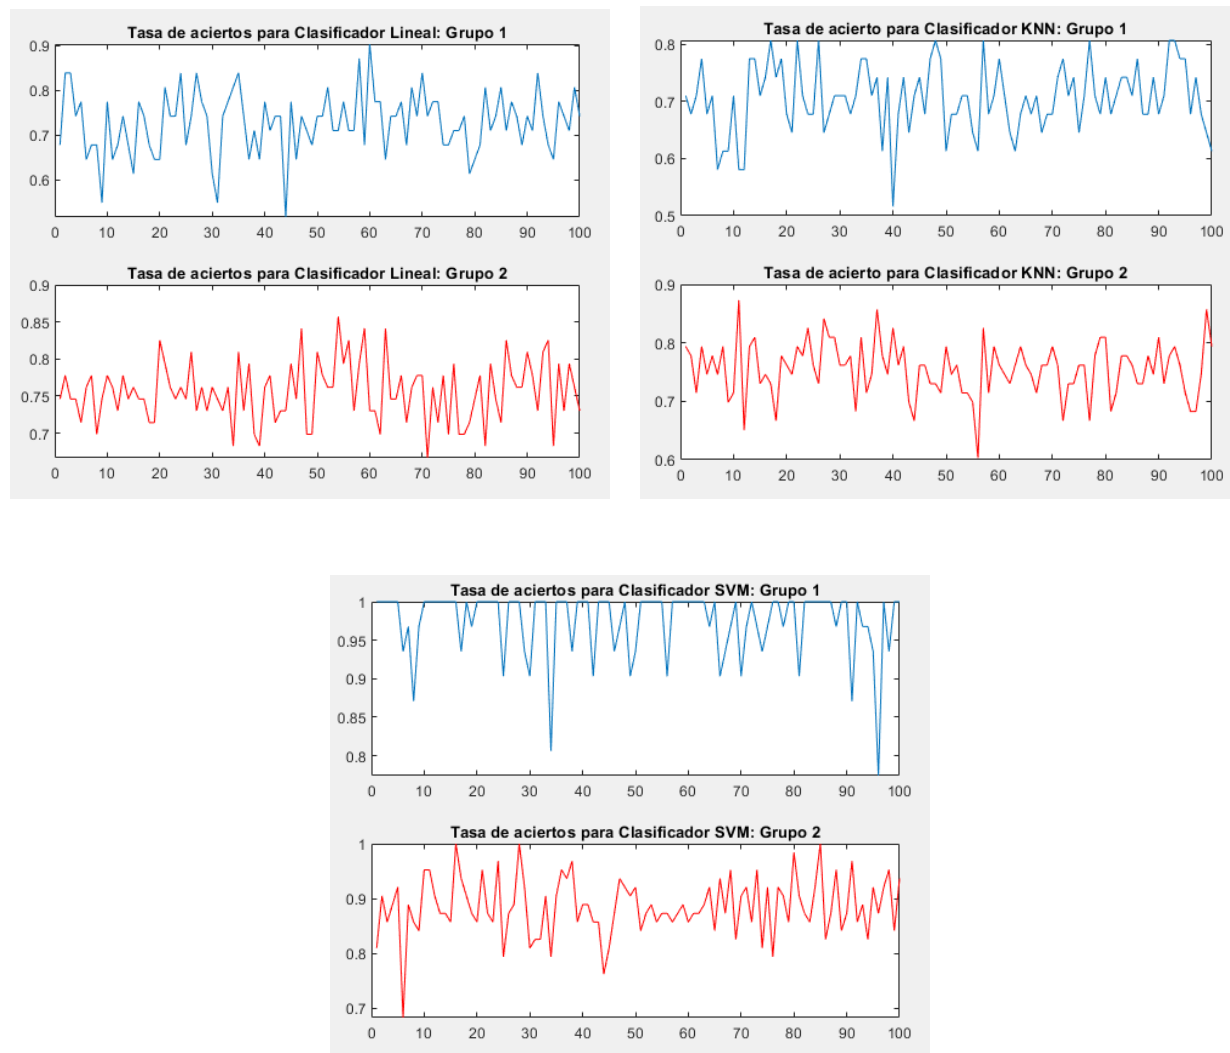 Tasa de aciertos para Clasificador Lineal: Grupo 1
0.9
0.8
0.7
0.6
0 10 20 30 40 50 60 70 80 90 100
Tasa de aciertos para Clasificador Lineal: Grupo 2
0.9
0.85
0.8
0.75
0.7
0 10 20 30 40 50 60 70 80 90 100
Tasa de acierto para Clasificador KNN: Grupo 1
0.8
0.7
0.6
0.5
0 10 20 30 40 50 60 70 80 90 100
Tasa de acierto para Clasificador KNN: Grupo 2
0.9
0.8
0.7
0.6
0 10 20 30 40 50 60 70 80 90 100
Tasa de aciertos para Clasificador SVM: Grupo 1
1
0.95
0.9
0.85
0.8
0 10 20 30 40 50 60 70 80 90 100
Tasa de aciertos para Clasificador SVM: Grupo 2
1
0.9
0.8
0.7
0 10 20 30 40 50 60 70 80 90 100